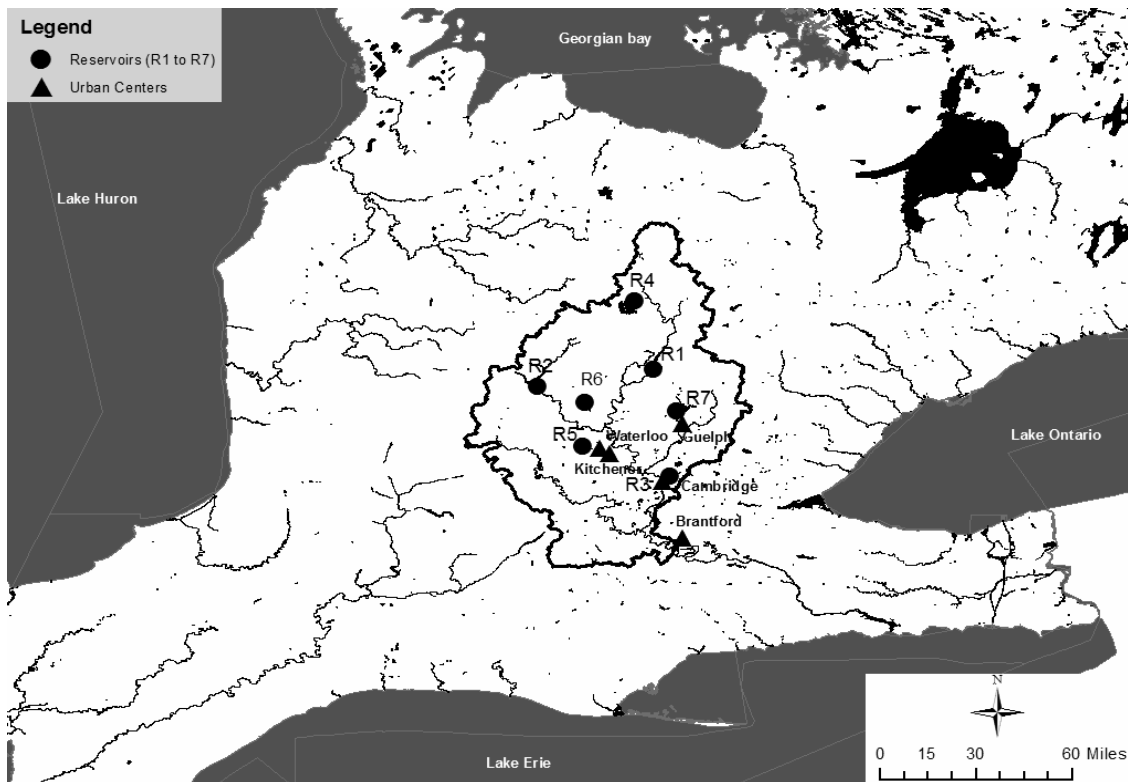 Legend
Reservoirs (R1 to R7)
Urban Centers
Georgian bay
Lake Huron
R4
R1
R2
R6
R7
Waterloo
Guelph
R5
Lake Ontario
Kitchener
R3
Cambridge
Brantford
N
0 15 30 60 Miles
Lake Erie